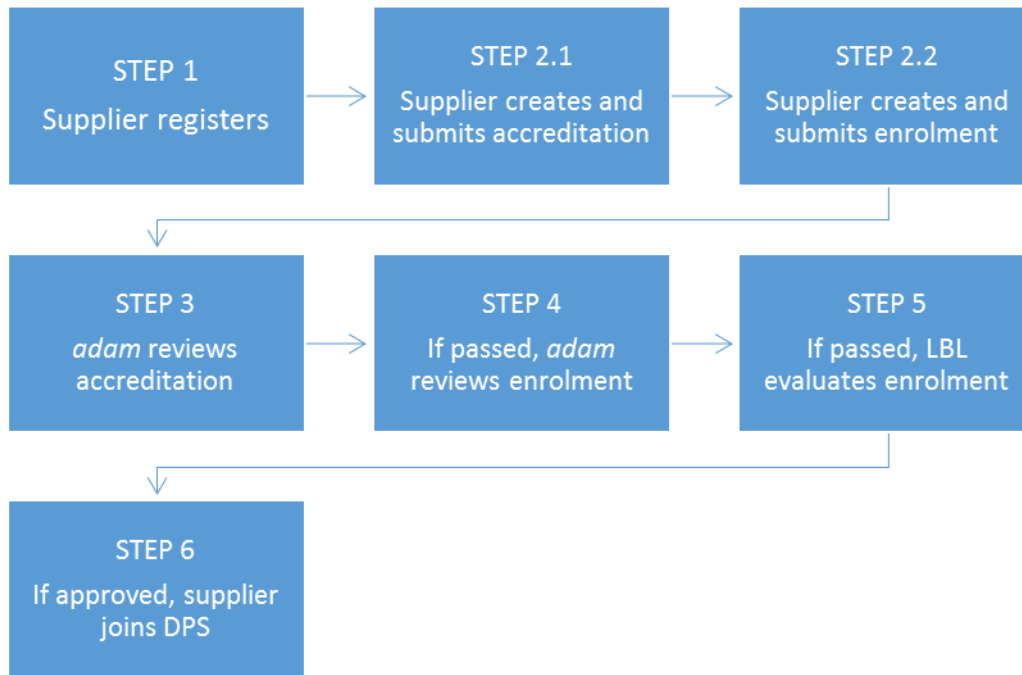 STEP 1
Supplier registers
STEP 2.1
Supplier creates and
submits accreditation
STEP 2.2
Supplier creates and
submits enrolment
STEP 3
adam reviews
accreditation
STEP 4
If passed, adam
reviews enrolment
STEP 5
If passed, LBL
evaluates enrolment
STEP 6
If approved, supplier
joins DPS